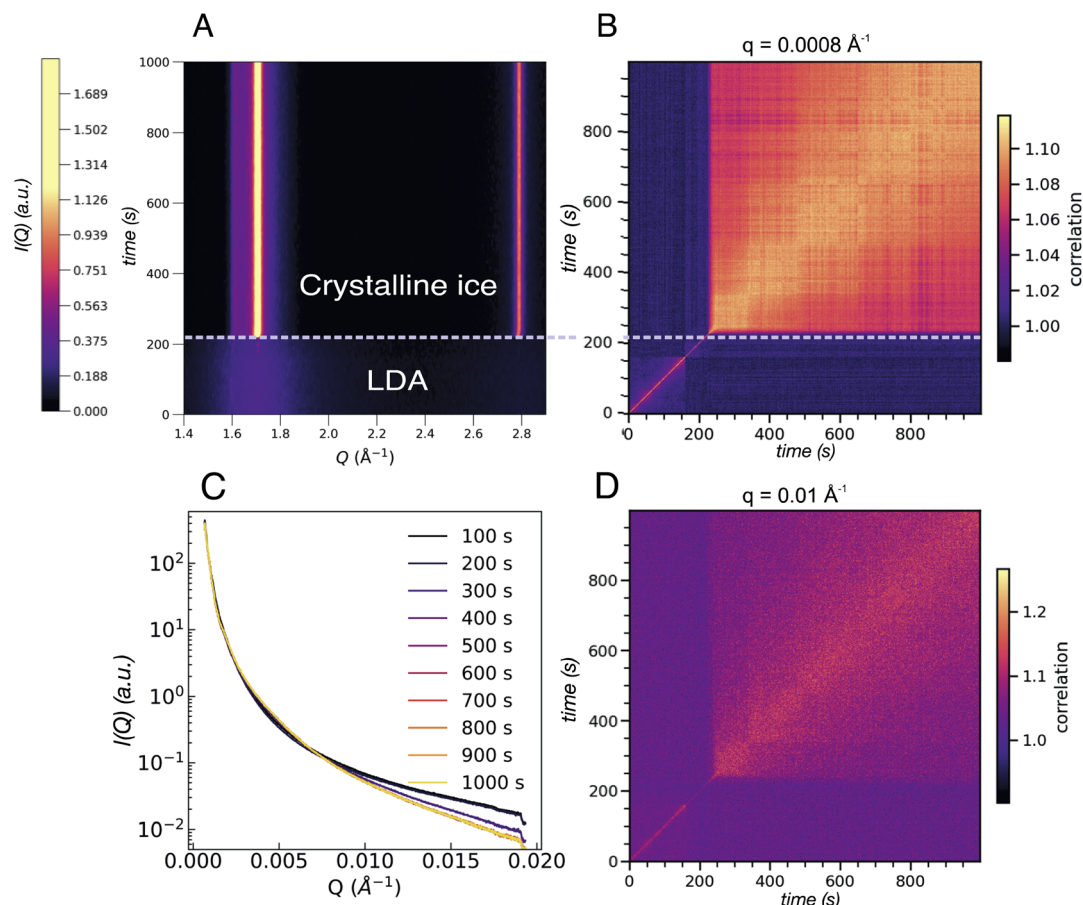 A
I(Q) (a.u.)
1.689
1.502
1.314
1.126
0.939
0.751
0.563
0.375
0.188
0.000
time (s)
1000
800
600
400
200
0
Crystalline ice
LDA
1.4 1.6 1.8 2.0 2.2 2.4 2.6 2.8
Q (Å⁻¹)
B
q = 0.0008 Å⁻¹
time (s)
800
600
400
200
0
0 200 400 600 800
time (s)
1.10
1.08
1.06
1.04
1.02
1.00
correlation
C
I(Q) (a.u.)
10²
10¹
10⁰
10⁻¹
10⁻²
100 s
200 s
300 s
400 s
500 s
600 s
700 s
800 s
900 s
1000 s
0.000 0.005 0.010 0.015 0.020
Q (Å⁻¹)
D
q = 0.01 Å⁻¹
time (s)
800
600
400
200
0
0 200 400 600 800
time (s)
1.2
1.1
1.0
correlation